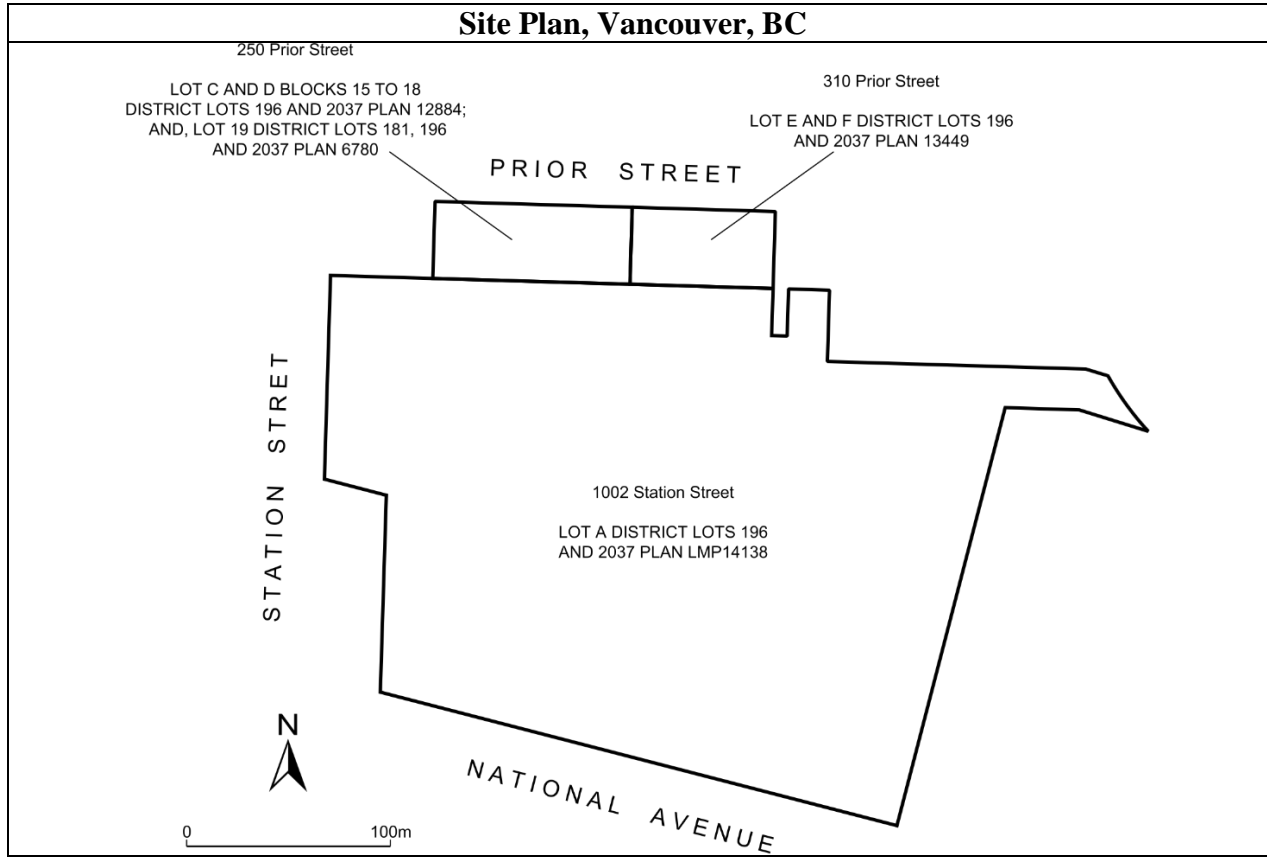 Site Plan, Vancouver, BC
250 Prior Street
LOT C AND D BLOCKS 15 TO 18
DISTRICT LOTS 196 AND 2037 PLAN 12884;
AND, LOT 19 DISTRICT LOTS 181, 196
AND 2037 PLAN 6780
310 Prior Street
LOT E AND F DISTRICT LOTS 196
AND 2037 PLAN 13449
PRIOR STREET
STATION STRET
1002 Station Street
LOT A DISTRICT LOTS 196
AND 2037 PLAN LMP14138
N
NATIONAL AVENUE
0 100m